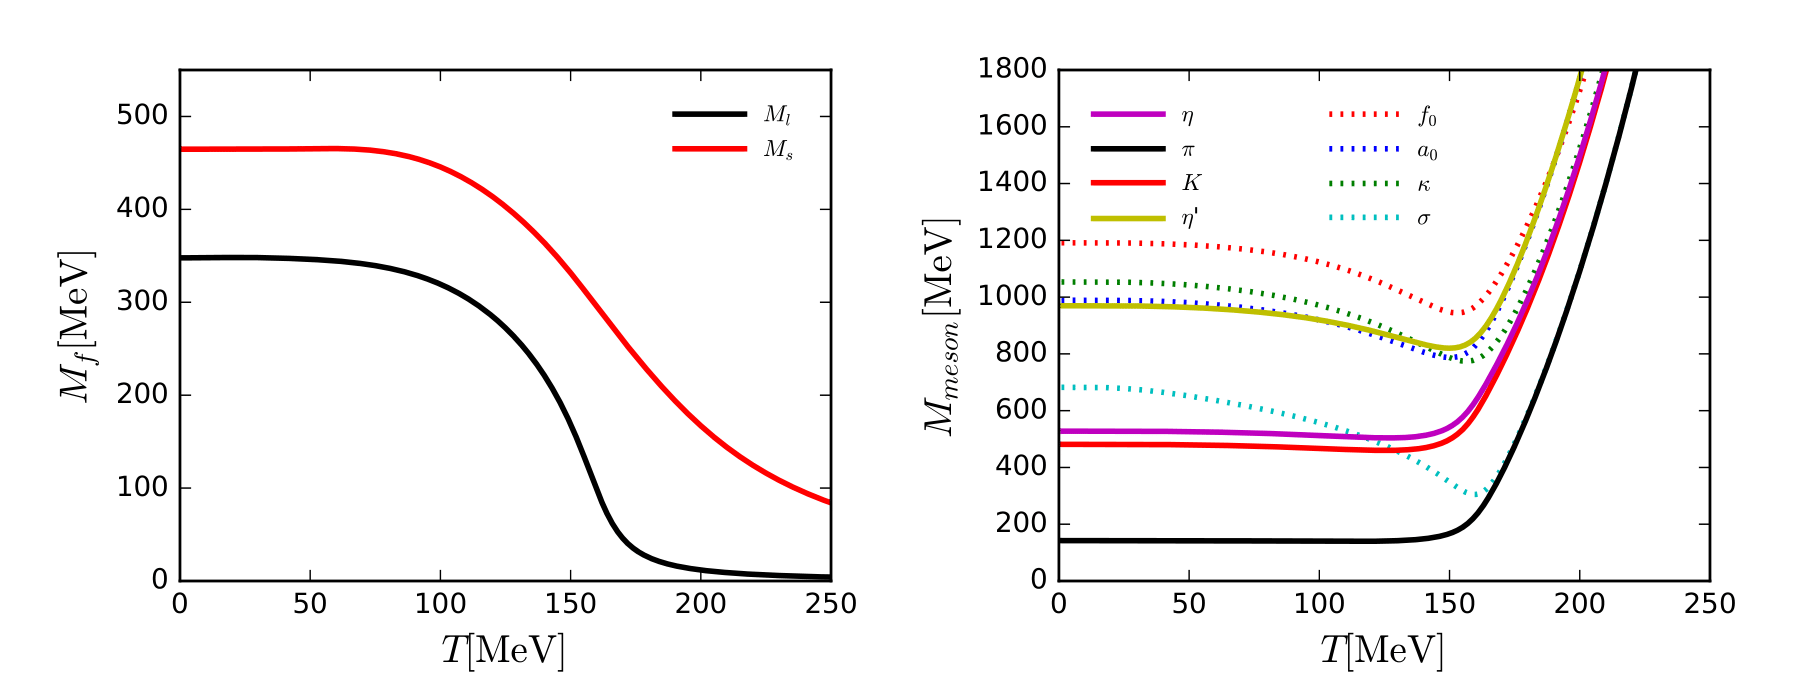 500
400
300
200
100
0
0 50 100 150 200 250
M_f[MeV]
T[MeV]
M_l
M_s
1800
1600
1400
1200
1000
800
600
400
200
0
0 50 100 150 200 250
M_meson[MeV]
T[MeV]
η
π
K
η'
f_0
a_0
κ
σ